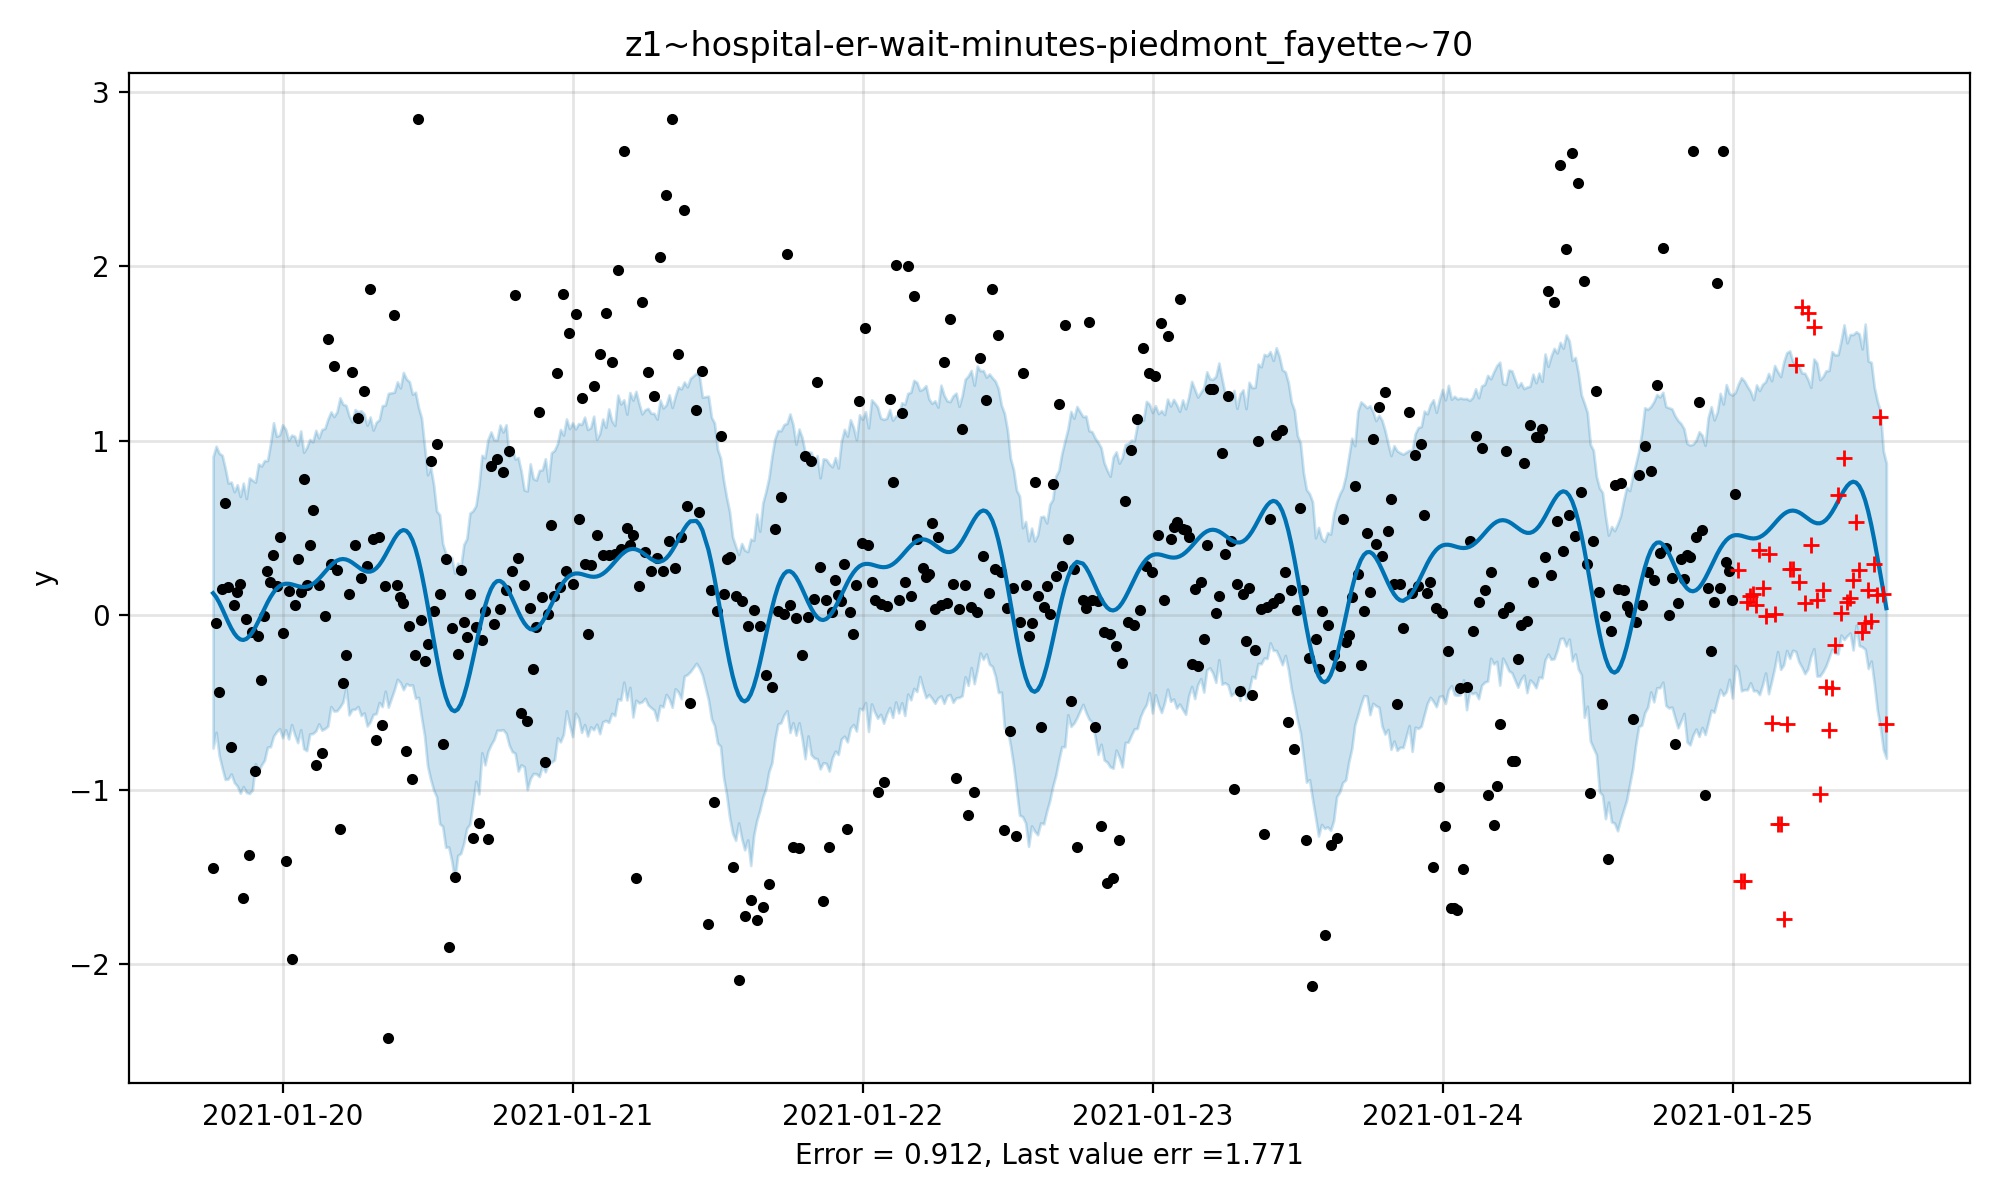 z1~hospital-er-wait-minutes-piedmont_fayette~70
3
2
1
0
−1
−2
y
2021-01-20 2021-01-21 2021-01-22 2021-01-23 2021-01-24 2021-01-25
Error = 0.912, Last value err =1.771